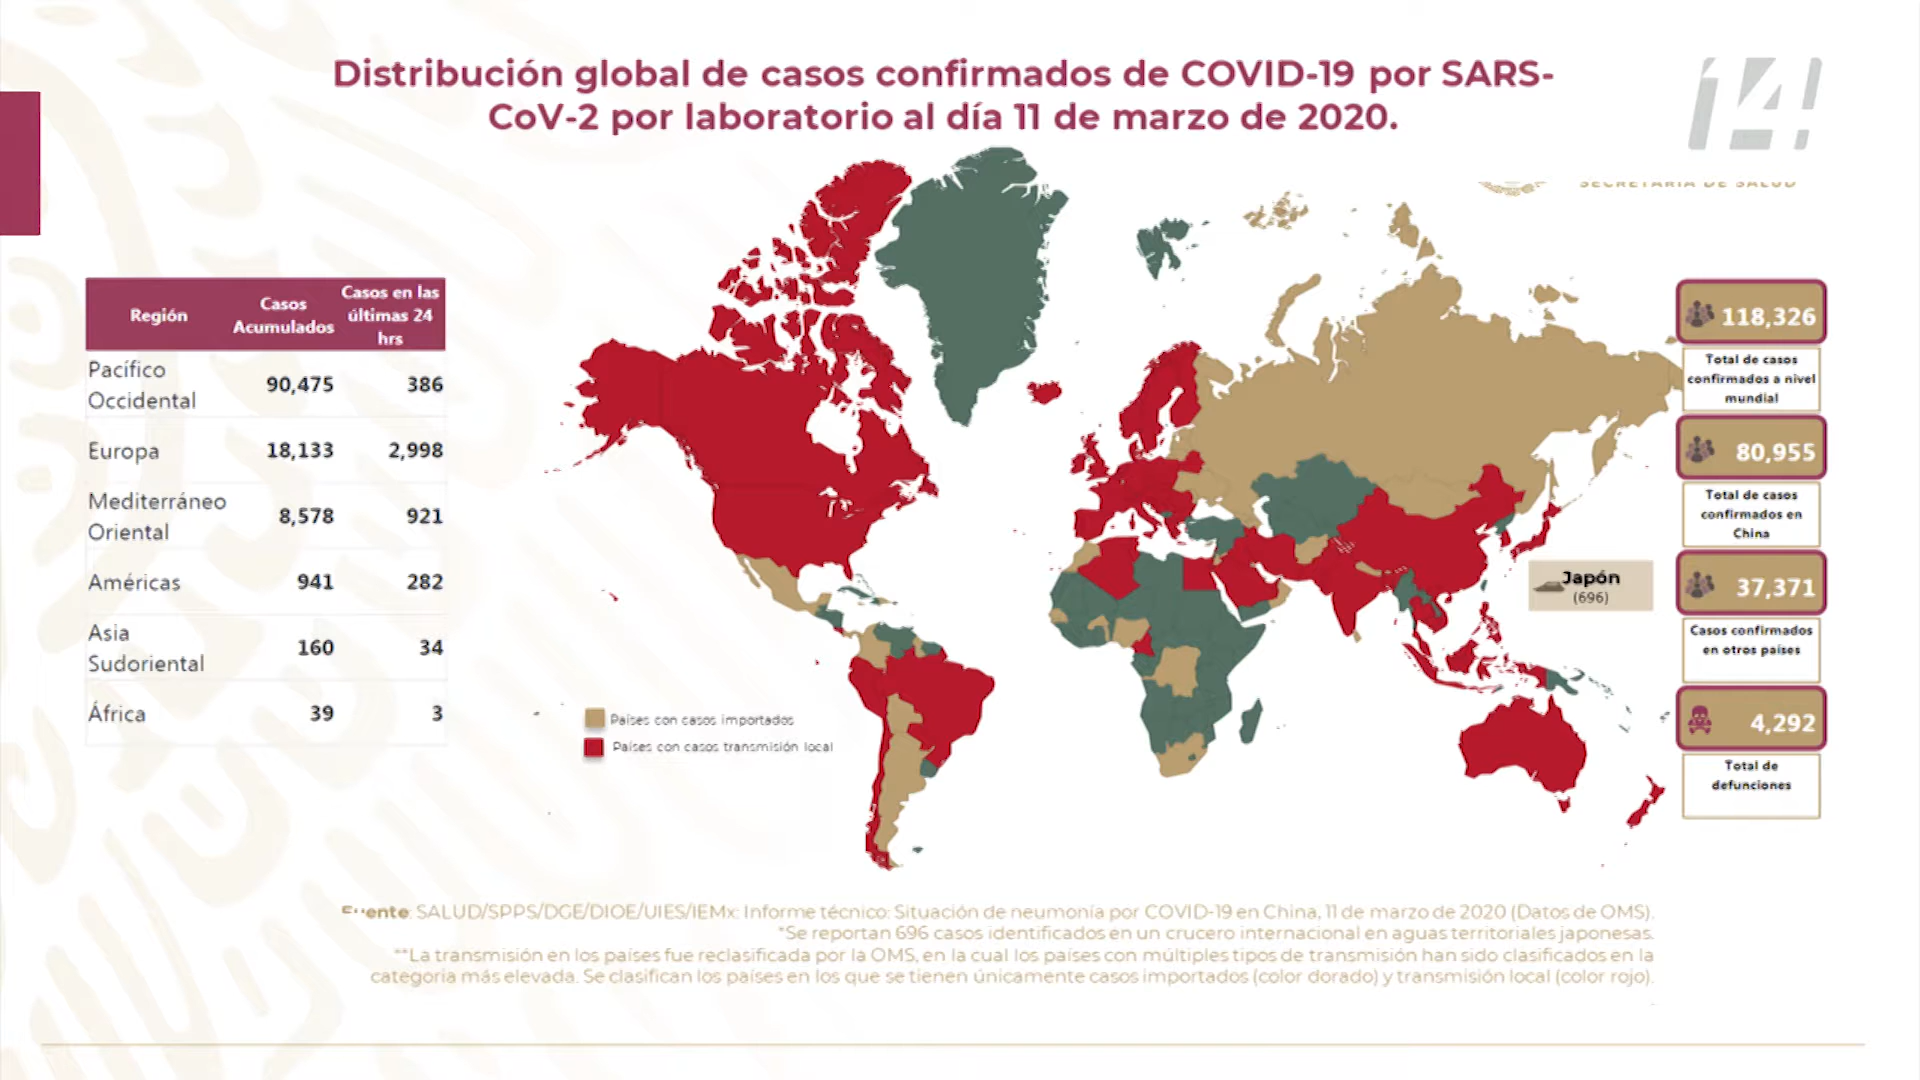 Distribución global de casos confirmados de COVID-19 por SARS-
CoV-2 por laboratorio al día 11 de marzo de 2020.
14!
SECRETARÍA DE SALUD
Región
Casos
Acumulados
Casos en las
últimas 24
hrs
Pacífico
Occidental
90,475
386
Europa
18,133
2,998
Mediterráneo
Oriental
8,578
921
Américas
941
282
Asia
Sudoriental
160
34
África
39
3
Países con casos importados
Países con casos transmisión local
Japón
(696)
118,326
Total de casos
confirmados a nivel
mundial
80,955
Total de casos
confirmados en
China
37,371
Casos confirmados
en otros países
4,292
Total de
defunciones
Fuente: SALUD/SPPS/DGE/DIOE/UIES/IEMx: Informe técnico: Situación de neumonía por COVID-19 en China, 11 de marzo de 2020 (Datos de OMS).
*Se reportan 696 casos identificados en un crucero internacional en aguas territoriales japonesas.
**La transmisión en los países fue reclasificada por la OMS, en la cual los países con múltiples tipos de transmisión han sido clasificados en la
categoria más elevada. Se clasifican los países en los que se tienen únicamente casos importados (color dorado) y transmisión local (color rojo).